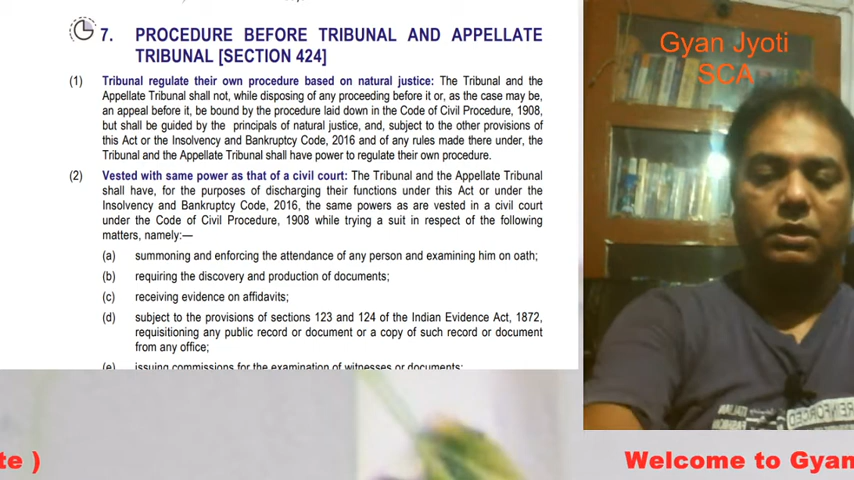 7. PROCEDURE BEFORE TRIBUNAL AND APPELLATE
TRIBUNAL [SECTION 424]
(1) Tribunal regulate their own procedure based on natural justice: The Tribunal and the
Appellate Tribunal shall not, while disposing of any proceeding before it or, as the case may be,
an appeal before it, be bound by the procedure laid down in the Code of Civil Procedure, 1908,
but shall be guided by the principals of natural justice, and, subject to the other provisions of
this Act or the Insolvency and Bankruptcy Code, 2016 and of any rules made there under, the
Tribunal and the Appellate Tribunal shall have power to regulate their own procedure.
(2) Vested with same power as that of a civil court: The Tribunal and the Appellate Tribunal
shall have, for the purposes of discharging their functions under this Act or under the
Insolvency and Bankruptcy Code, 2016, the same powers as are vested in a civil court
under the Code of Civil Procedure, 1908 while trying a suit in respect of the following
matters, namely:—
(a) summoning and enforcing the attendance of any person and examining him on oath;
(b) requiring the discovery and production of documents;
(c) receiving evidence on affidavits;
(d) subject to the provisions of sections 123 and 124 of the Indian Evidence Act, 1872,
requisitioning any public record or document or a copy of such record or document
from any office;
(e) issuing commissions for the examination of witnesses or documents;
Gyan Jyoti
SCA
REINFORCED
te ) Welcome to Gyan